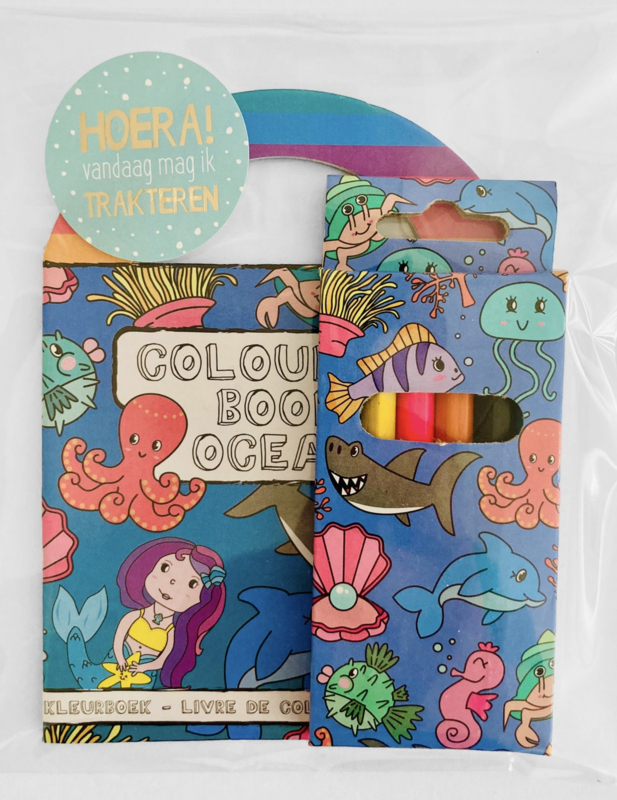 HOERA!
vandaag mag ik
TRAKTEREN
COLOU
BOO
OCEA
KLEURBOEK - LIVRE DE COL